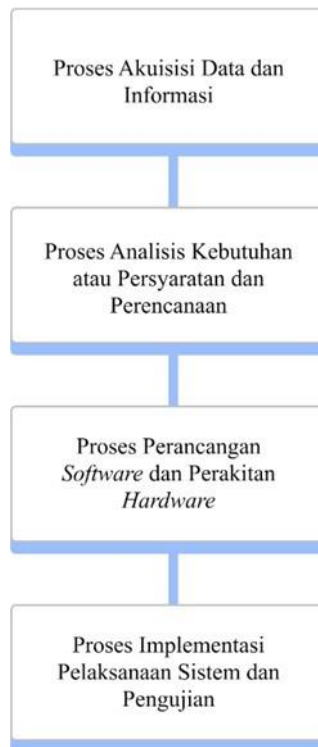 Proses Akuisisi Data dan
Informasi
Proses Analisis Kebutuhan
atau Persyaratan dan
Perencanaan
Proses Perancangan
Software dan Perakitan
Hardware
Proses Implementasi
Pelaksanaan Sistem dan
Pengujian